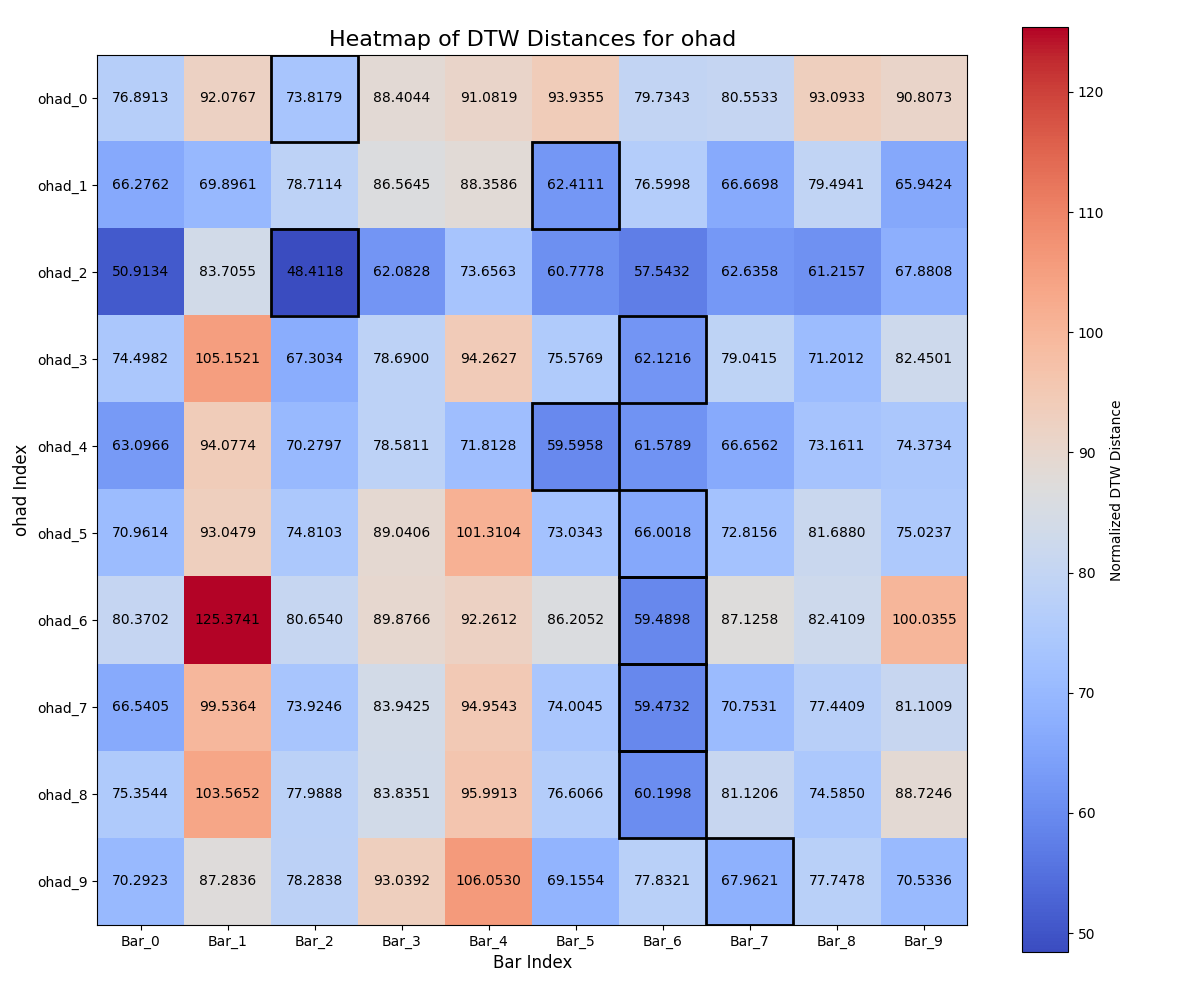 Heatmap of DTW Distances for ohad
ohad_0 76.8913 92.0767 73.8179 88.4044 91.0819 93.9355 79.7343 80.5533 93.0933 90.8073
ohad_1 66.2762 69.8961 78.7114 86.5645 88.3586 62.4111 76.5998 66.6698 79.4941 65.9424
ohad_2 50.9134 83.7055 48.4118 62.0828 73.6563 60.7778 57.5432 62.6358 61.2157 67.8808
ohad_3 74.4982 105.1521 67.3034 78.6900 94.2627 75.5769 62.1216 79.0415 71.2012 82.4501
ohad_4 63.0966 94.0774 70.2797 78.5811 71.8128 59.5958 61.5789 66.6562 73.1611 74.3734
ohad_5 70.9614 93.0479 74.8103 89.0406 101.3104 73.0343 66.0018 72.8156 81.6880 75.0237
ohad_6 80.3702 125.3741 80.6540 89.8766 92.2612 86.2052 59.4898 87.1258 82.4109 100.0355
ohad_7 66.5405 99.5364 73.9246 83.9425 94.9543 74.0045 59.4732 70.7531 77.4409 81.1009
ohad_8 75.3544 103.5652 77.9888 83.8351 95.9913 76.6066 60.1998 81.1206 74.5850 88.7246
ohad_9 70.2923 87.2836 78.2838 93.0392 106.0530 69.1554 77.8321 67.9621 77.7478 70.5336
Bar_0 Bar_1 Bar_2 Bar_3 Bar_4 Bar_5 Bar_6 Bar_7 Bar_8 Bar_9
Bar Index
ohad Index
120
110
100
90
80
70
60
50
Normalized DTW Distance